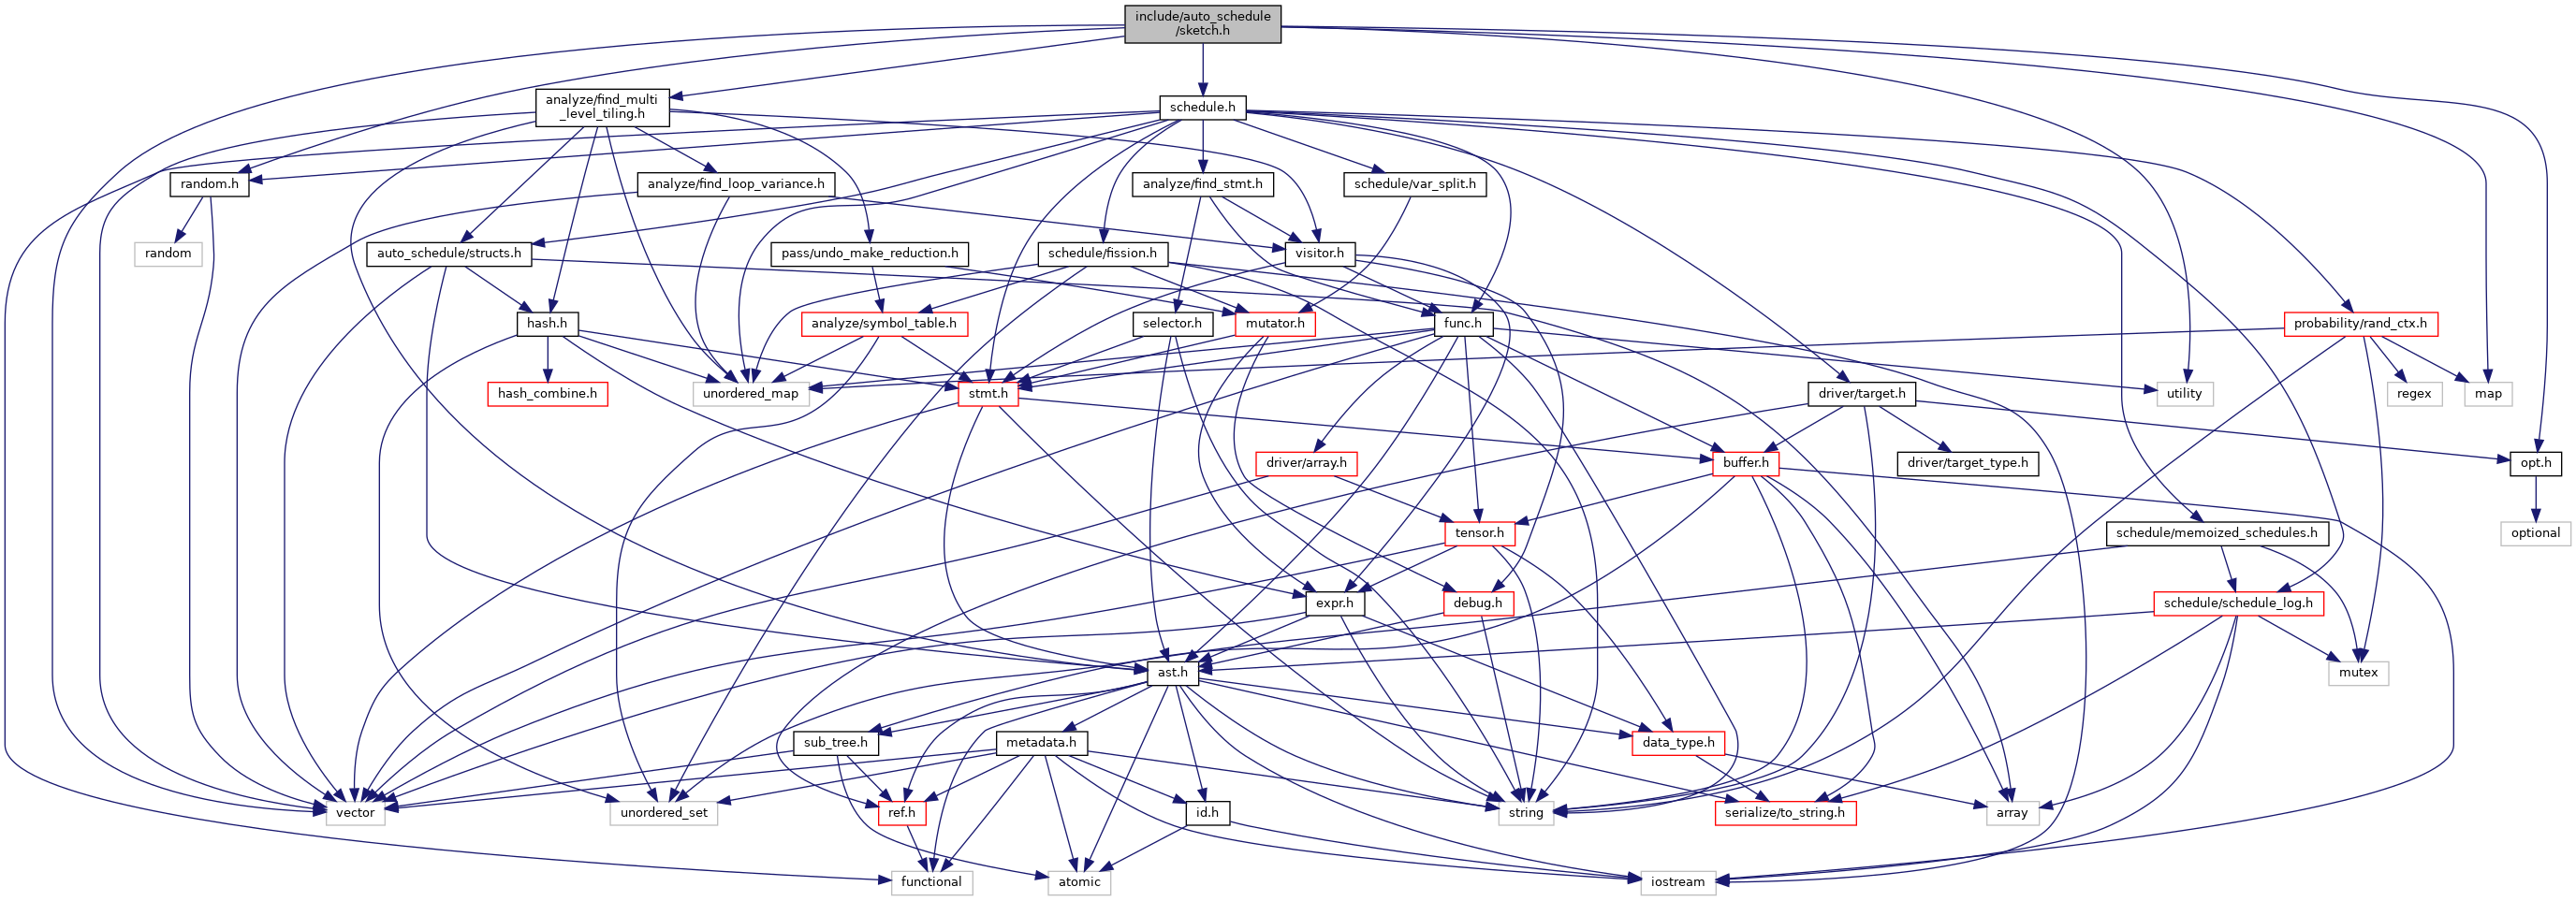 include/auto_schedule
/sketch.h
analyze/find_multi
_level_tiling.h
schedule.h
random.h
analyze/find_loop_variance.h
analyze/find_stmt.h
schedule/var_split.h
random
auto_schedule/structs.h
pass/undo_make_reduction.h
schedule/fission.h
visitor.h
hash.h
analyze/symbol_table.h
selector.h
mutator.h
func.h
probability/rand_ctx.h
hash_combine.h
unordered_map
stmt.h
driver/target.h
utility
regex
map
driver/array.h
buffer.h
driver/target_type.h
opt.h
tensor.h
schedule/memoized_schedules.h
optional
expr.h
debug.h
schedule/schedule_log.h
ast.h
mutex
sub_tree.h
metadata.h
data_type.h
vector
unordered_set
ref.h
id.h
string
serialize/to_string.h
array
functional
atomic
iostream